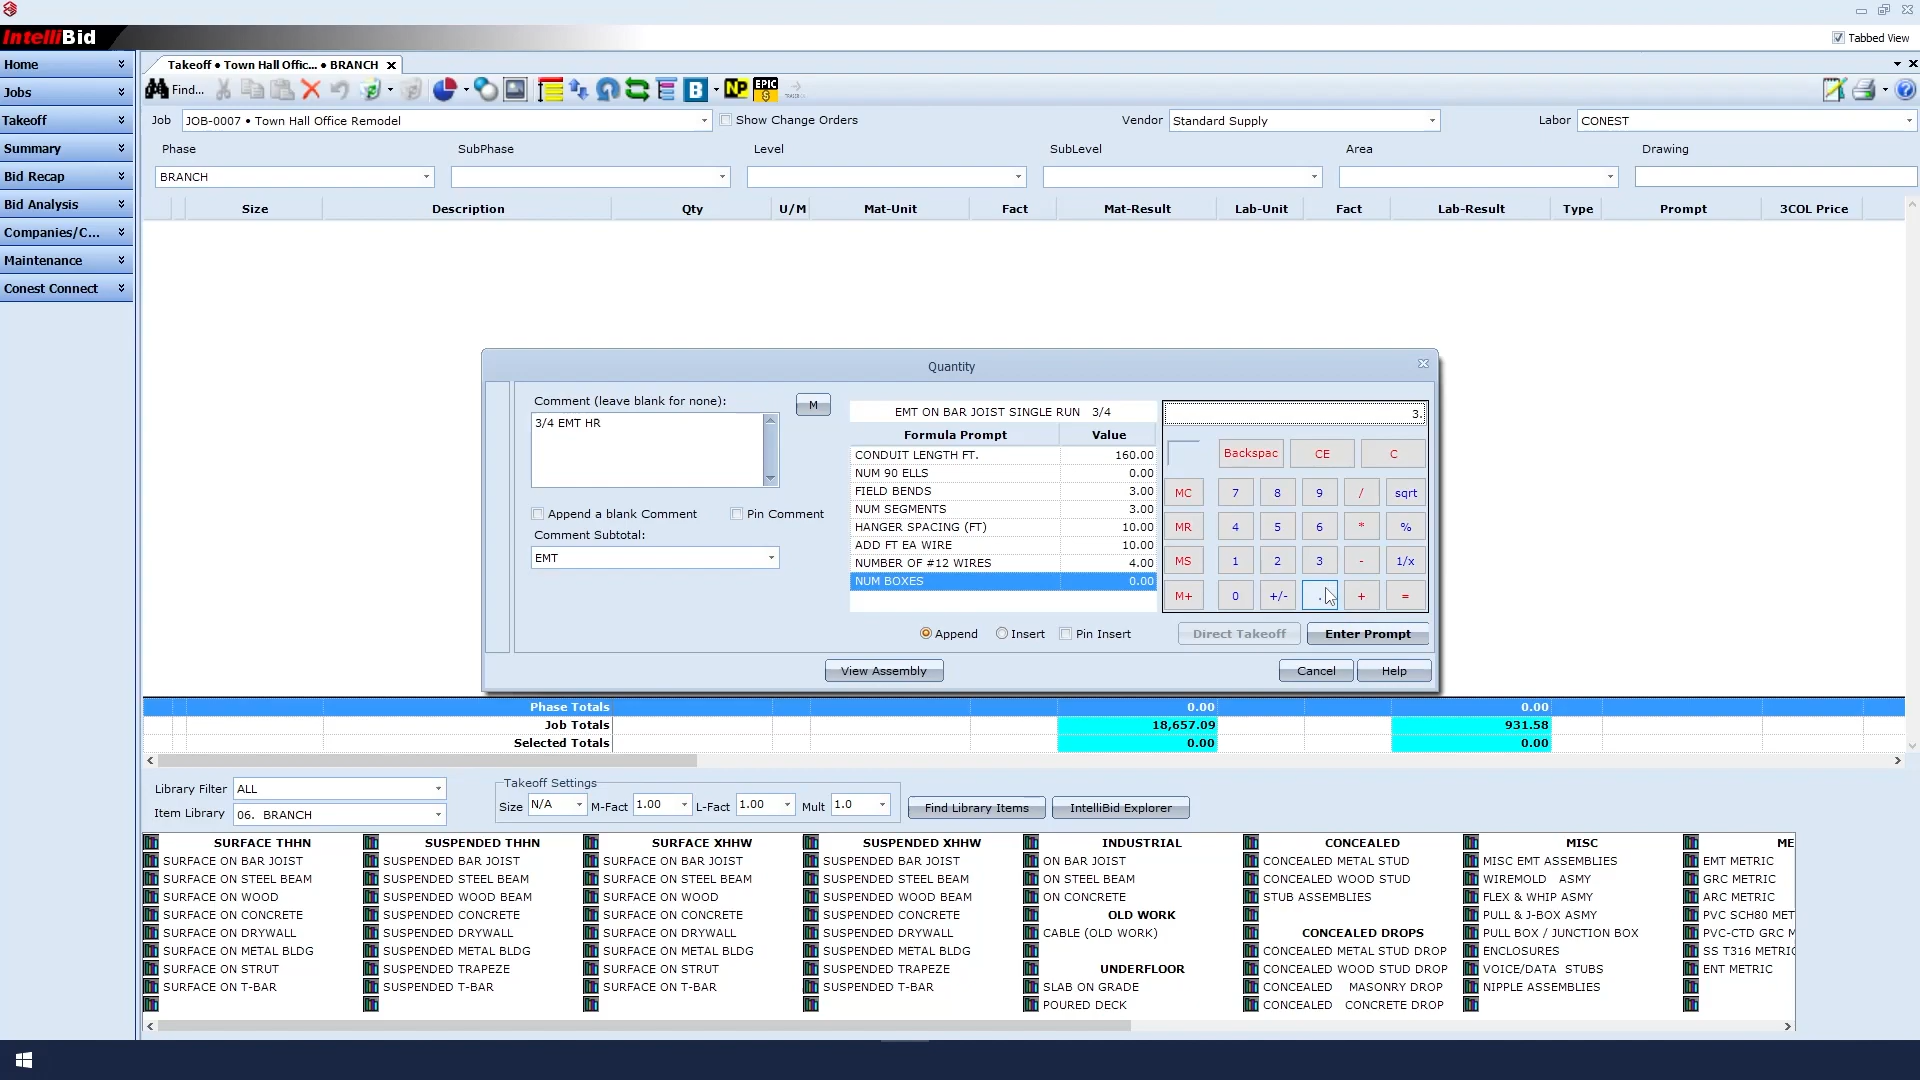 IntelliBid
Tabbed View
Home
Jobs
Takeoff
Summary
Bid Recap
Bid Analysis
Companies/C...
Maintenance
Conest Connect
Takeoff • Town Hall Offic... • BRANCH
Find...
B
NP
EPIC
$
Job JOB-0007 • Town Hall Office Remodel Show Change Orders Vendor Standard Supply Labor CONEST
Phase SubPhase Level SubLevel Area Drawing
BRANCH
Size Description Qty U/M Mat-Unit Fact Mat-Result Lab-Unit Fact Lab-Result Type Prompt 3COL Price
Quantity
Comment (leave blank for none):
M
3/4 EMT HR
Append a blank Comment Pin Comment
Comment Subtotal:
EMT
EMT ON BAR JOIST SINGLE RUN 3/4
Formula Prompt Value
CONDUIT LENGTH FT. 160.00
NUM 90 ELLS 0.00
FIELD BENDS 3.00
NUM SEGMENTS 3.00
HANGER SPACING (FT) 10.00
ADD FT EA WIRE 10.00
NUMBER OF #12 WIRES 4.00
NUM BOXES 0.00
3.
Backspac CE C
MC 7 8 9 / sqrt
MR 4 5 6 * %
MS 1 2 3 - 1/x
M+ 0 +/- . + =
Append Insert Pin Insert Direct Takeoff Enter Prompt
View Assembly Cancel Help
Phase Totals 0.00 0.00
Job Totals 18,657.09 931.58
Selected Totals 0.00 0.00
Library Filter ALL
Item Library 06. BRANCH
Takeoff Settings
Size N/A M-Fact 1.00 L-Fact 1.00 Mult 1.0
Find Library Items IntelliBid Explorer
SURFACE THHN
SURFACE ON BAR JOIST
SURFACE ON STEEL BEAM
SURFACE ON WOOD
SURFACE ON CONCRETE
SURFACE ON DRYWALL
SURFACE ON METAL BLDG
SURFACE ON STRUT
SURFACE ON T-BAR
SUSPENDED THHN
SUSPENDED BAR JOIST
SUSPENDED STEEL BEAM
SUSPENDED WOOD BEAM
SUSPENDED CONCRETE
SUSPENDED DRYWALL
SUSPENDED METAL BLDG
SUSPENDED TRAPEZE
SUSPENDED T-BAR
SURFACE XHHW
SURFACE ON BAR JOIST
SURFACE ON STEEL BEAM
SURFACE ON WOOD
SURFACE ON CONCRETE
SURFACE ON DRYWALL
SURFACE ON METAL BLDG
SURFACE ON STRUT
SURFACE ON T-BAR
SUSPENDED XHHW
SUSPENDED BAR JOIST
SUSPENDED STEEL BEAM
SUSPENDED WOOD BEAM
SUSPENDED CONCRETE
SUSPENDED DRYWALL
SUSPENDED METAL BLDG
SUSPENDED TRAPEZE
SUSPENDED T-BAR
INDUSTRIAL
ON BAR JOIST
ON STEEL BEAM
ON CONCRETE
OLD WORK
CABLE (OLD WORK)
UNDERFLOOR
SLAB ON GRADE
POURED DECK
CONCEALED
CONCEALED METAL STUD
CONCEALED WOOD STUD
STUB ASSEMBLIES
CONCEALED DROPS
CONCEALED METAL STUD DROP
CONCEALED WOOD STUD DROP
CONCEALED MASONRY DROP
CONCEALED CONCRETE DROP
MISC
MISC EMT ASSEMBLIES
WIREMOLD ASMY
FLEX & WHIP ASMY
PULL & J-BOX ASMY
PULL BOX / JUNCTION BOX
ENCLOSURES
VOICE/DATA STUBS
NIPPLE ASSEMBLIES
ME
EMT METRIC
GRC METRIC
ARC METRIC
PVC SCH80 MET
PVC-CTD GRC M
SS T316 METRIC
ENT METRIC